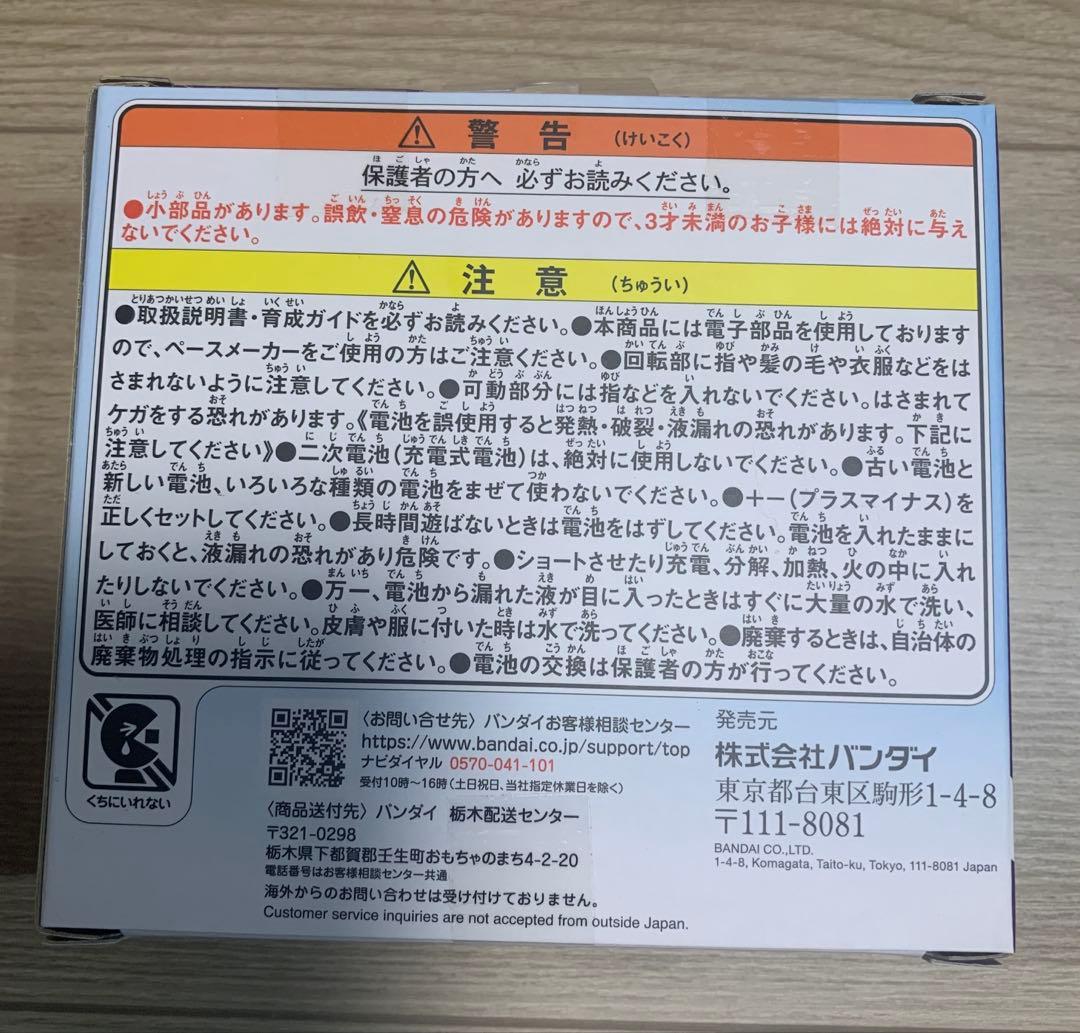 警告 (けいこく)
保護者の方へ 必ずお読みください。
●小部品があります。誤飲・窒息の危険がありますので、3才未満のお子様には絶対に与え
ないでください。
注意 (ちゅうい)
●取扱説明書・育成ガイドを必ずお読みください。●本商品には電子部品を使用しております
ので、ペースメーカーをご使用の方はご注意ください。●回転部に指や髪の毛や衣服などをは
さまれないように注意してください。●可動部分には指などを入れないでください。はさまれて
ケガをする恐れがあります。《電池を誤使用すると発熱・破裂・液漏れの恐れがあります。下記に
注意してください》●二次電池(充電式電池)は、絶対に使用しないでください。●古い電池と
新しい電池、いろいろな種類の電池をまぜて使わないでください。●+-(プラスマイナス)を
正しくセットしてください。●長時間遊ばないときは電池をはずしてください。電池を入れたままに
しておくと、液漏れの恐れがあり危険です。●ショートさせたり充電、分解、加熱、火の中に入れ
たりしないでください。●万一、電池から漏れた液が目に入ったときはすぐに大量の水で洗い、
医師に相談してください。皮膚や服に付いた時は水で洗ってください。●廃棄するときは、自治体の
廃棄物処理の指示に従ってください。●電池の交換は保護者の方が行ってください。
くちにいれない
〈お問い合せ先〉バンダイお客様相談センター
https://www.bandai.co.jp/support/top
ナビダイヤル 0570-041-101
受付10時~16時(土日祝日、当社指定休業日を除く)
〈商品送付先〉バンダイ 栃木配送センター
〒321-0298
栃木県下都賀郡壬生町おもちゃのまち4-2-20
電話番号はお客様相談センター共通
海外からのお問い合わせは受け付けておりません。
Customer service inquiries are not accepted from outside Japan.
発売元
株式会社バンダイ
東京都台東区駒形1-4-8
〒111-8081
BANDAI CO.,LTD.
1-4-8, Komagata, Taito-ku, Tokyo, 111-8081 Japan